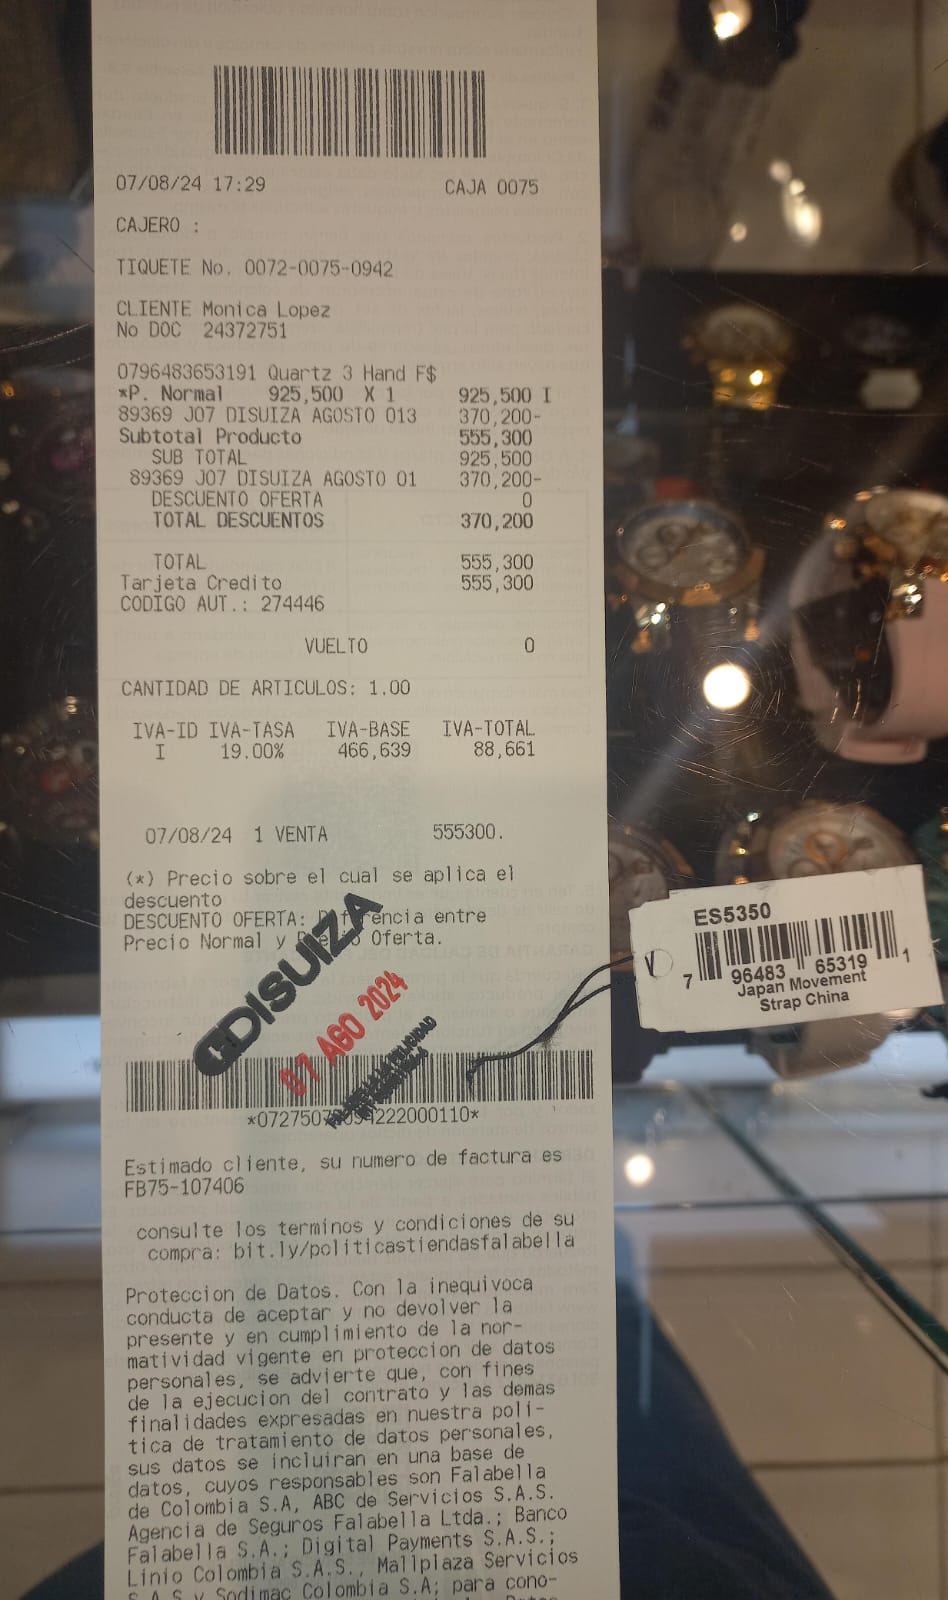 07/08/24 17:29 CAJA 0075
CAJERO :
TIQUETE No. 0072-0075-0942
CLIENTE Monica Lopez
No DOC 24372751
0796483653191 Quartz 3 Hand F$
*P. Normal 925,500 X 1 925,500 I
89369 J07 DISUIZA AGOSTO 013 370,200-
Subtotal Producto 555,300
SUB TOTAL 925,500
89369 J07 DISUIZA AGOSTO 01 370,200-
DESCUENTO OFERTA 0
TOTAL DESCUENTOS 370,200
TOTAL 555,300
Tarjeta Credito 555,300
CODIGO AUT.: 274446
VUELTO 0
CANTIDAD DE ARTICULOS: 1.00
IVA-ID IVA-TASA IVA-BASE IVA-TOTAL
I 19.00% 466,639 88,661
07/08/24 1 VENTA 555300.
(*) Precio sobre el cual se aplica el
descuento
DESCUENTO OFERTA: Diferencia entre
Precio Normal y Precio Oferta.
DISUIZA
07 AGO 2024
Estimado cliente, su numero de factura es
FB75-107406
consulte los terminos y condiciones de su
compra: bit.ly/politicastiendasfalabella
Proteccion de Datos. Con la inequivoca
conducta de aceptar y no devolver la
presente y en cumplimiento de la nor-
matividad vigente en proteccion de datos
personales, se advierte que, con fines
de la ejecucion del contrato y las demas
finalidades expresadas en nuestra poli-
tica de tratamiento de datos personales,
sus datos se incluiran en una base de
datos, cuyos responsables son Falabella
de Colombia S.A, ABC de Servicios S.A.S.
Agencia de Seguros Falabella Ltda.; Banco
Falabella S.A.; Digital Payments S.A.S.;
Linio Colombia S.A.S., Mallplaza Servicios
S.A.S y Sodimac Colombia S.A; para cono-
ES5350
7 96483 65319 1
Japan Movement
Strap China